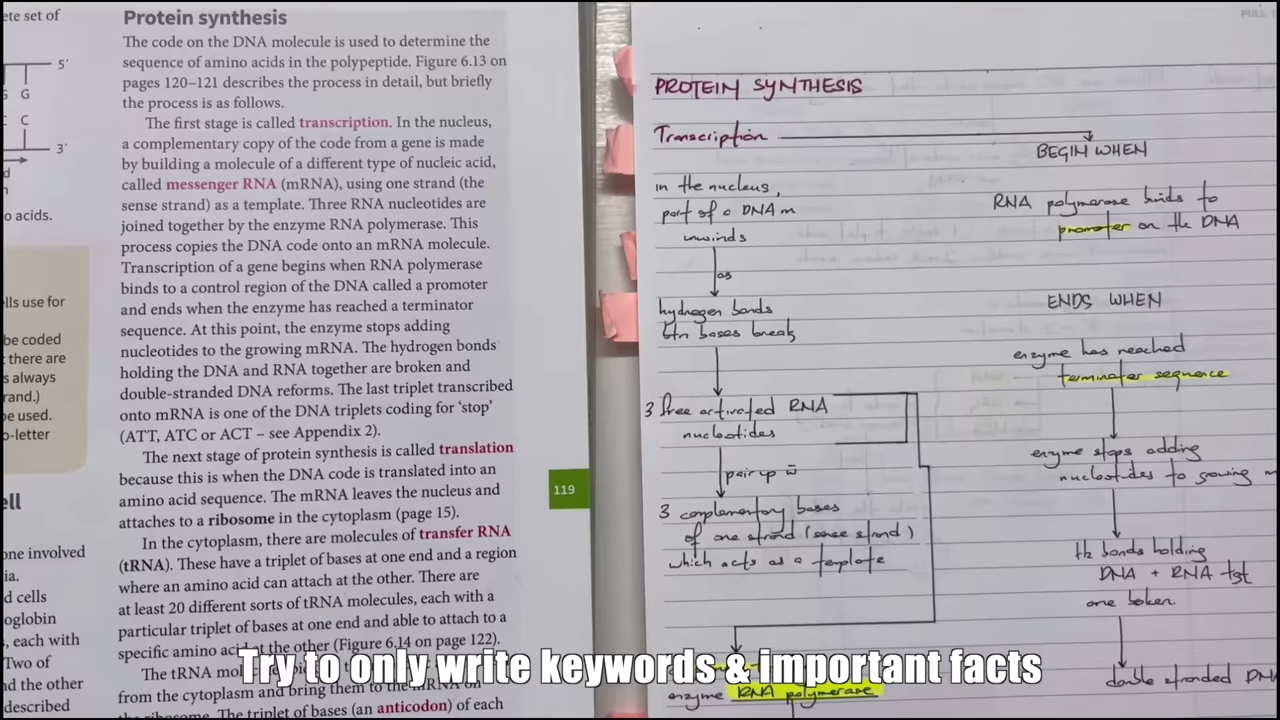 ete set of
5'
G G
C C
3'
o acids.
lls use for
be coded
there are
s always
rand.)
e used.
o-letter
ell
one involved
ia.
d cells
oglobin
, each with
Two of
nd the other
described
Protein synthesis
The code on the DNA molecule is used to determine the
sequence of amino acids in the polypeptide. Figure 6.13 on
pages 120–121 describes the process in detail, but briefly
the process is as follows.
The first stage is called transcription. In the nucleus,
a complementary copy of the code from a gene is made
by building a molecule of a different type of nucleic acid,
called messenger RNA (mRNA), using one strand (the
sense strand) as a template. Three RNA nucleotides are
joined together by the enzyme RNA polymerase. This
process copies the DNA code onto an mRNA molecule.
Transcription of a gene begins when RNA polymerase
binds to a control region of the DNA called a promoter
and ends when the enzyme has reached a terminator
sequence. At this point, the enzyme stops adding
nucleotides to the growing mRNA. The hydrogen bonds
holding the DNA and RNA together are broken and
double-stranded DNA reforms. The last triplet transcribed
onto mRNA is one of the DNA triplets coding for ‘stop’
(ATT, ATC or ACT – see Appendix 2).
The next stage of protein synthesis is called translation
because this is when the DNA code is translated into an
amino acid sequence. The mRNA leaves the nucleus and
attaches to a ribosome in the cytoplasm (page 15).
In the cytoplasm, there are molecules of transfer RNA
(tRNA). These have a triplet of bases at one end and a region
where an amino acid can attach at the other. There are
at least 20 different sorts of tRNA molecules, each with a
particular triplet of bases at one end and able to attach to a
specific amino acid at the other (Figure 6.14 on page 122).
The tRNA
from the cytoplasm and bring them to the mRNA on
the ribosome. The triplet of bases (an anticodon) of each
119
PROTEIN SYNTHESIS
Transcription
in the nucleus,
part of a DNA m
unwinds
as
hydrogen bonds
btn bases break
3 free activated RNA
nucleotides
pair up w̄
3 complementary bases
of one strand (sense strand)
which acts as a template
enzyme RNA polymerase
BEGIN WHEN
RNA polymerase binds to
promoter on the DNA
ENDS WHEN
enzyme has reached
terminator sequence
enzyme stops adding
nucleotides to growing m
H₂ bonds holding
DNA + RNA tgt
are boken
double stranded DNA
Try to only write keywords & important facts